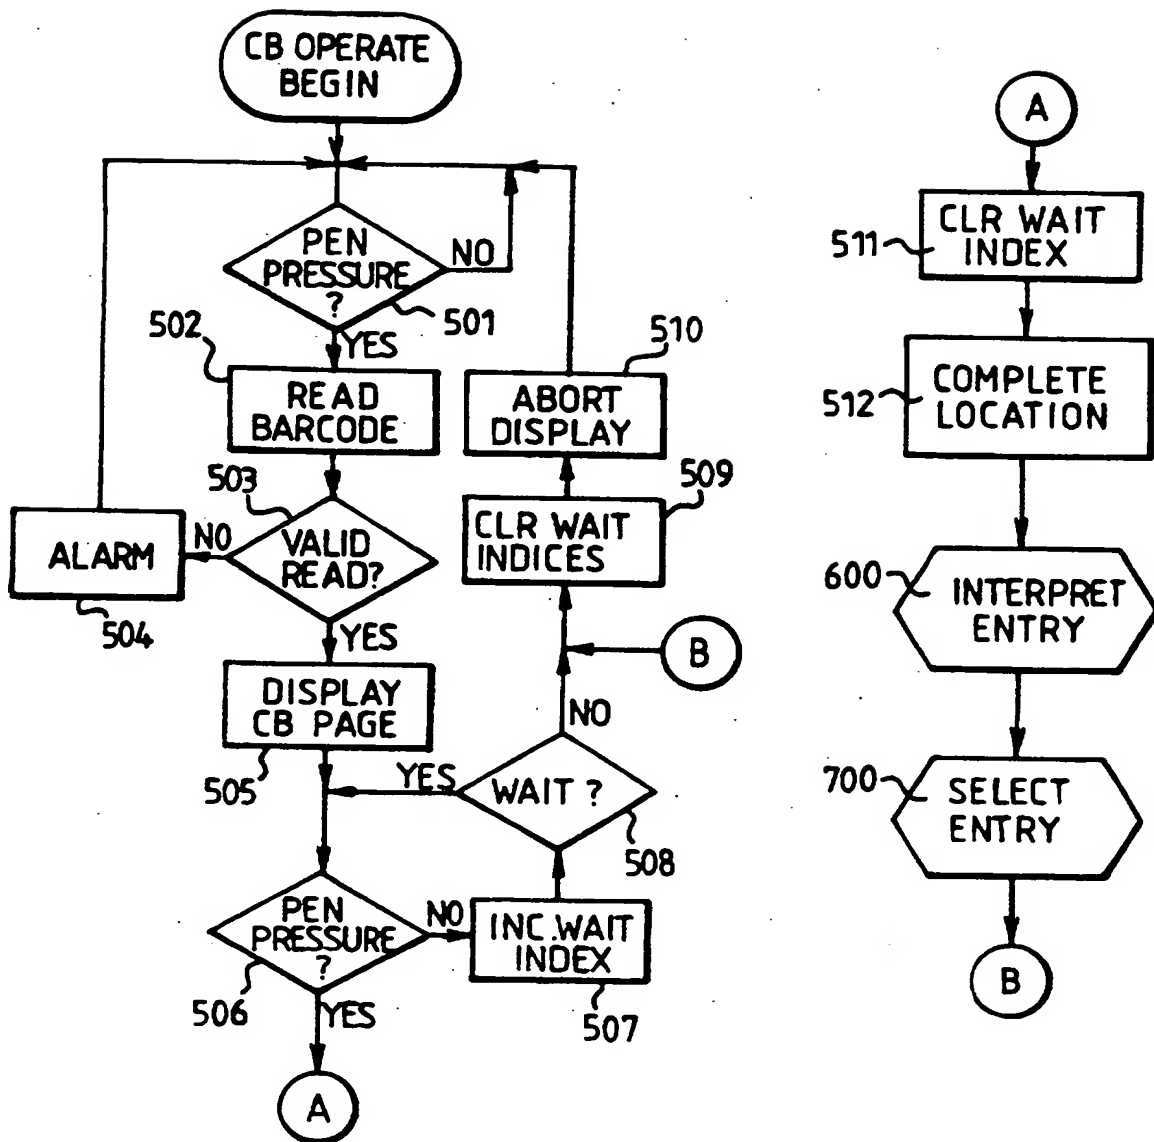 CB OPERATE
BEGIN
PEN
PRESSURE
?
NO
501
YES
502
READ
BARCODE
503
VALID
READ?
NO
ALARM
504
YES
DISPLAY
CB PAGE
505
PEN
PRESSURE
?
506
NO
YES
A
INC.WAIT
INDEX
507
WAIT ?
508
YES
NO
B
CLR WAIT
INDICES
509
ABORT
DISPLAY
510
A
CLR WAIT
INDEX
511
COMPLETE
LOCATION
512
INTERPRET
ENTRY
600
SELECT
ENTRY
700
B